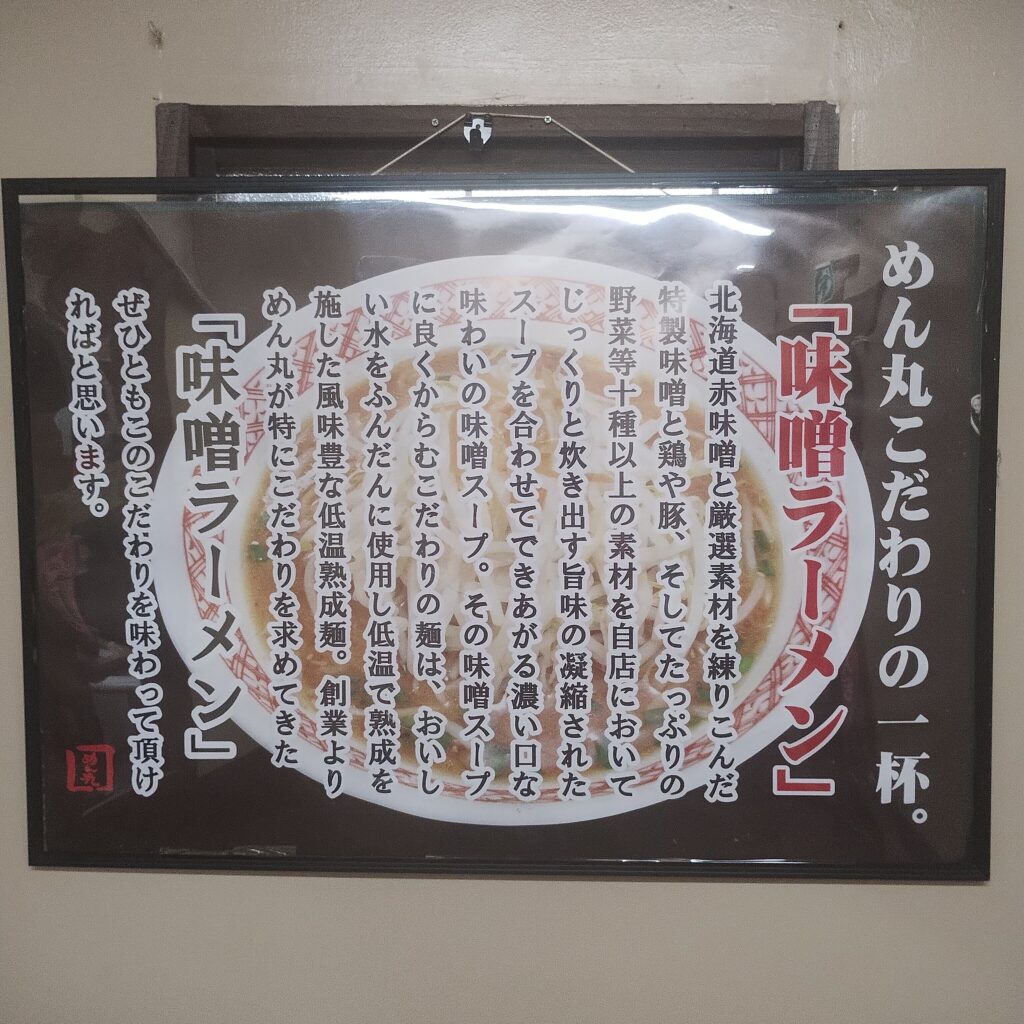 めん丸こだわりの一杯。
『味噌ラーメン』
北海道赤味噌と厳選素材を練りこんだ
特製味噌と鶏や豚、そしてたっぷりの
野菜等十種以上の素材を自店において
じっくりと炊き出す旨味の凝縮された
スープを合わせてできあがる濃い口な
味わいの味噌スープ。その味噌スープ
に良くからむこだわりの麺は、おいし
い水をふんだんに使用し低温で熟成を
施した風味豊な低温熟成麺。創業より
めん丸が特にこだわりを求めてきた
『味噌ラーメン』
ぜひともこのこだわりを味わって頂け
ればと思います。
めん丸